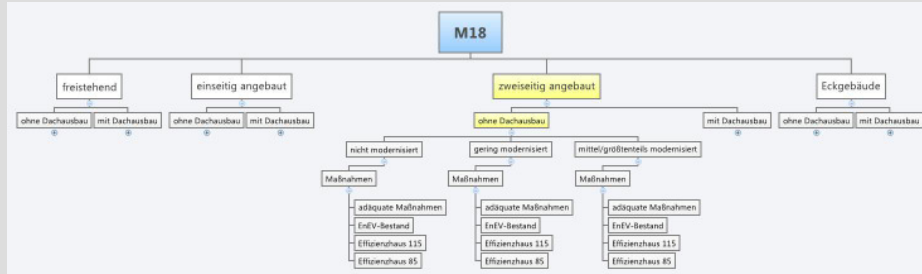 M18
freistehend
einseitig angebaut
zweiseitig angebaut
Eckgebäude
ohne Dachausbau
mit Dachausbau
ohne Dachausbau
mit Dachausbau
ohne Dachausbau
mit Dachausbau
ohne Dachausbau
mit Dachausbau
nicht modernisiert
gering modernisiert
mittel/größtenteils modernisiert
Maßnahmen
Maßnahmen
Maßnahmen
adäquate Maßnahmen
EnEV-Bestand
Effizienzhaus 115
Effizienzhaus 85
adäquate Maßnahmen
EnEV-Bestand
Effizienzhaus 115
Effizienzhaus 85
adäquate Maßnahmen
EnEV-Bestand
Effizienzhaus 115
Effizienzhaus 85